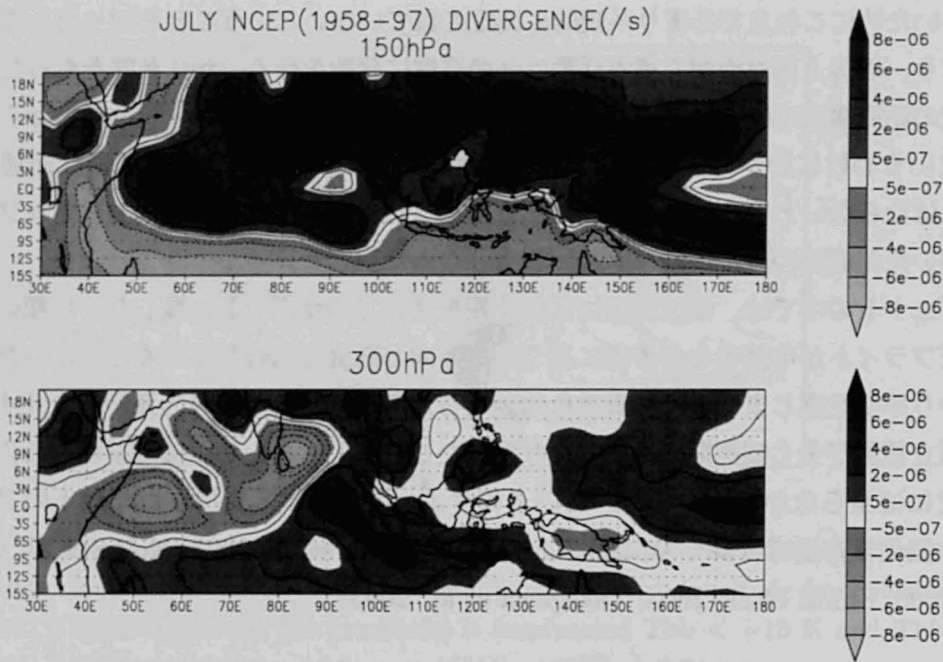 JULY NCEP(1958-97) DIVERGENCE(/s)
150hPa
18N
15N
12N
9N
6N
3N
EQ
3S
6S
9S
12S
15S
30E 40E 50E 60E 70E 80E 90E 100E 110E 120E 130E 140E 150E 160E 170E 180
8e-06
6e-06
4e-06
2e-06
5e-07
-5e-07
-2e-06
-4e-06
-6e-06
-8e-06
300hPa
18N
15N
12N
9N
6N
3N
EQ
3S
6S
9S
12S
15S
30E 40E 50E 60E 70E 80E 90E 100E 110E 120E 130E 140E 150E 160E 170E 180
8e-06
6e-06
4e-06
2e-06
5e-07
-5e-07
-2e-06
-4e-06
-6e-06
-8e-06